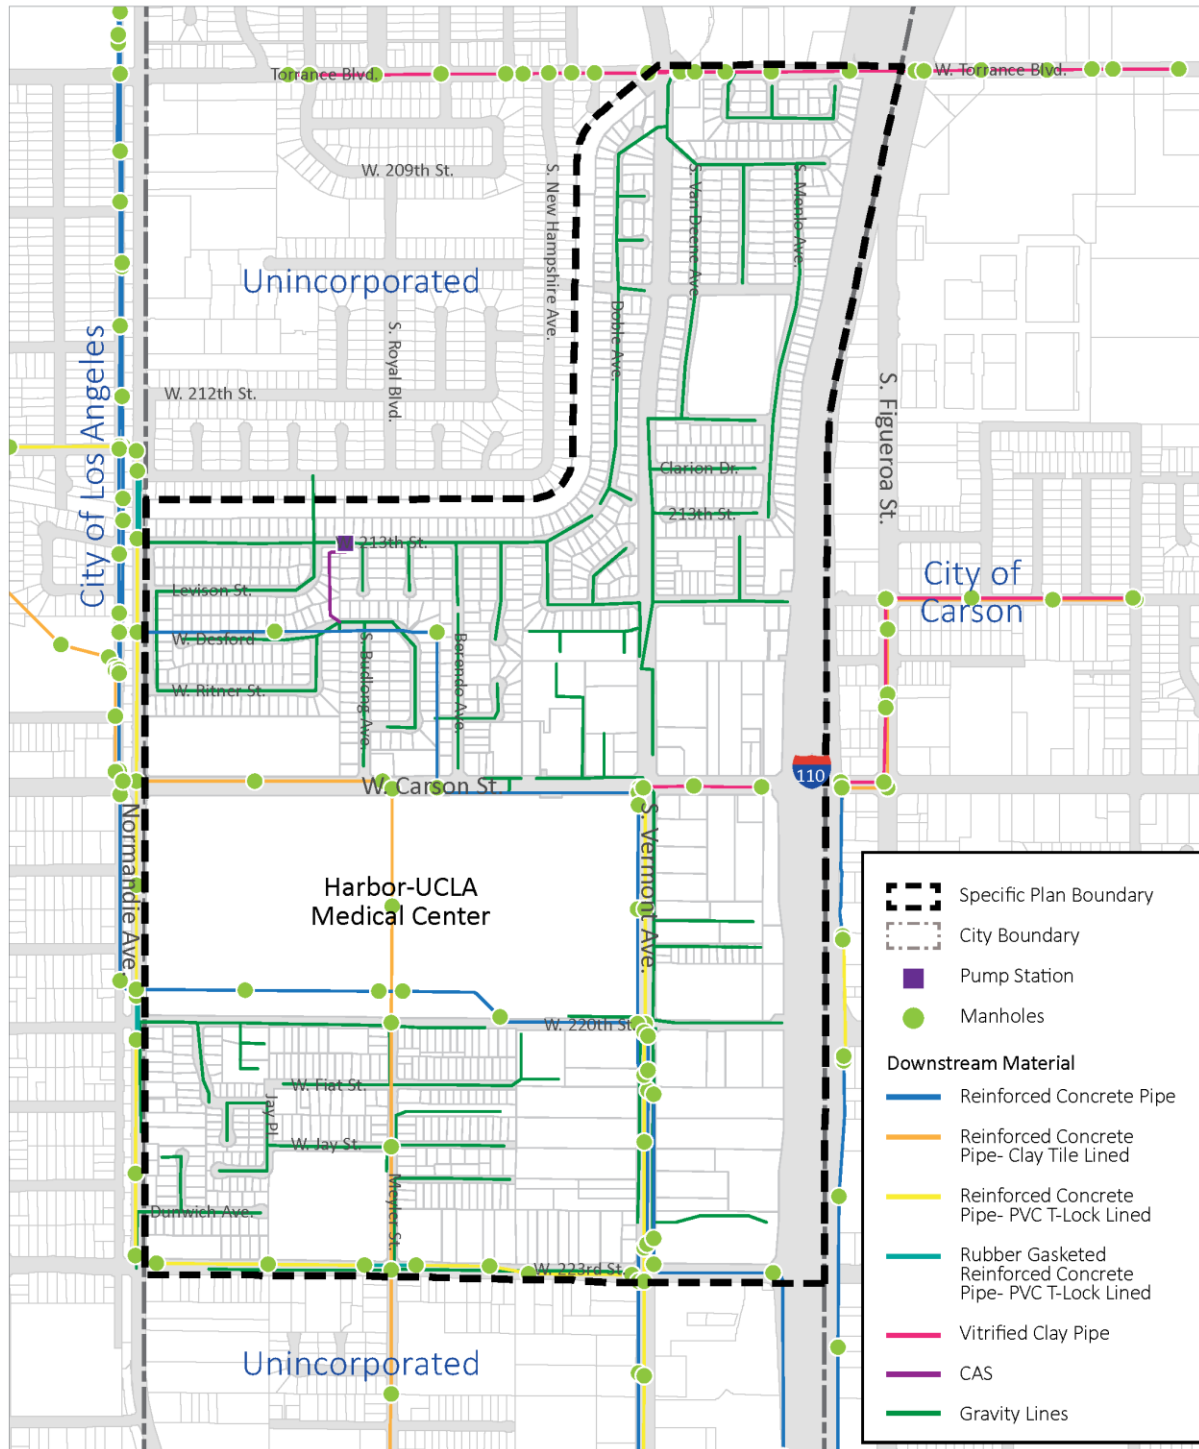 Torrance Blvd.
W. Torrance Blvd.
W. 209th St.
S. New Hampshire Ave.
S. Van Deene Ave.
S. Menlo Ave.
Unincorporated
City of Los Angeles
S. Royal Blvd.
Doble Ave.
W. 212th St.
S. Figueroa St.
Clarion Dr.
213th St.
213th St.
Levison St.
City of
Carson
W. Desford
S. Budlong Ave.
Berendo Ave.
W. Ritner St.
110
W. Carson St.
Normandie Ave.
S. Vermont Ave.
Harbor-UCLA
Medical Center
W. 220th St.
W. Fiat St.
Jay Pl.
W. Jay St.
Meyler St.
Dunwich Ave.
W. 223rd St.
Unincorporated
Specific Plan Boundary
City Boundary
Pump Station
Manholes
Downstream Material
Reinforced Concrete Pipe
Reinforced Concrete
Pipe- Clay Tile Lined
Reinforced Concrete
Pipe- PVC T-Lock Lined
Rubber Gasketed
Reinforced Concrete
Pipe- PVC T-Lock Lined
Vitrified Clay Pipe
CAS
Gravity Lines